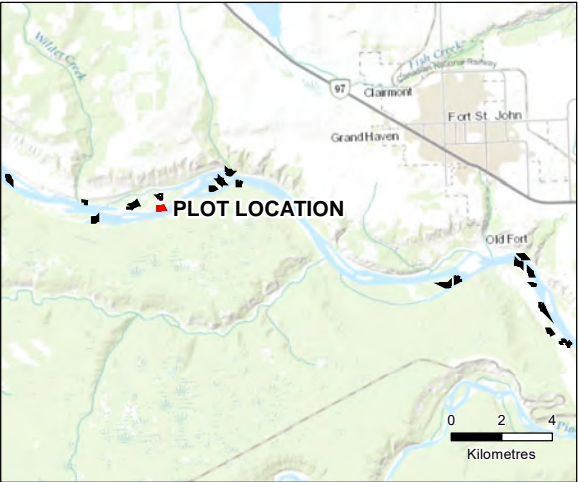 Wilder Creek
Fish Creek
Canadian National Railway
97
Clairmont
Fort St. John
Grand Haven
PLOT LOCATION
Old Fort
0 2 4
Kilometres